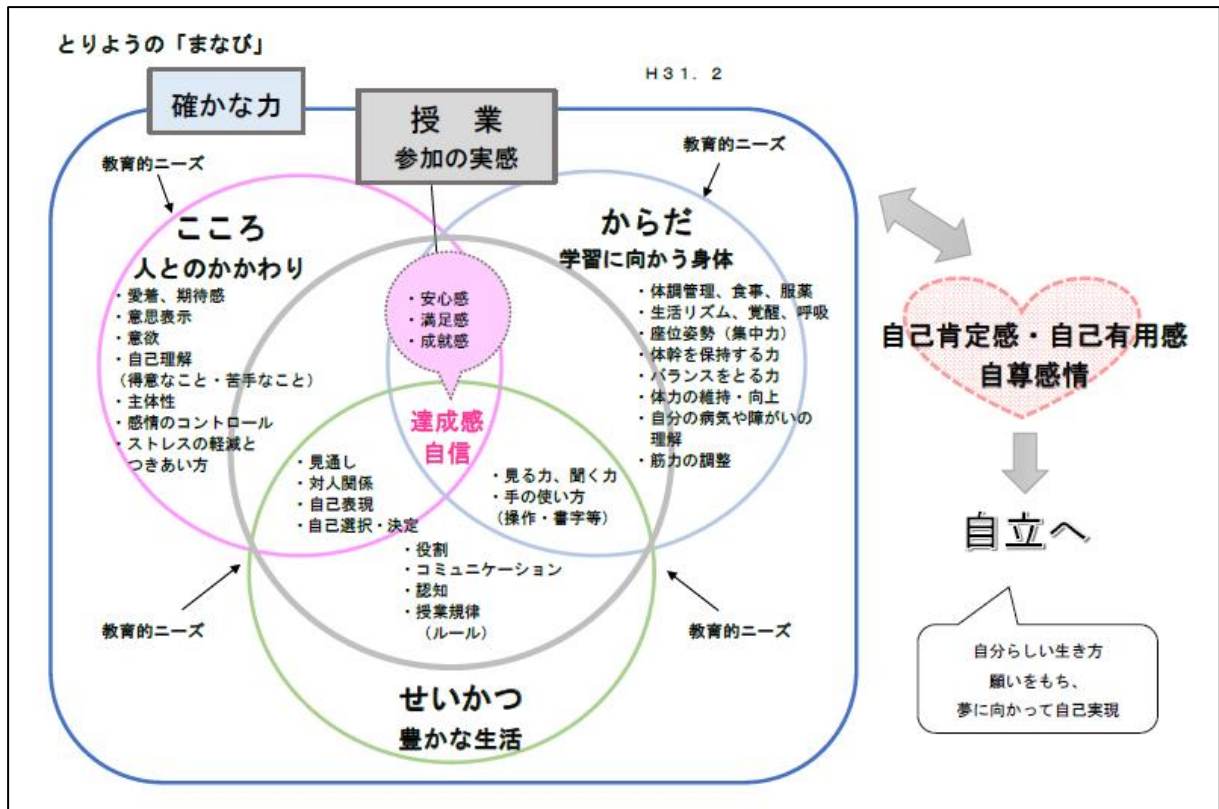 とりようの「まなび」
H31.2
確かな力
授 業
参加の実感
教育的ニーズ
教育的ニーズ
こころ
人とのかかわり
・愛着、期待感
・意思表示
・意欲
・自己理解
（得意なこと・苦手なこと）
・主体性
・感情のコントロール
・ストレスの軽減と
つきあい方
・安心感
・満足感
・成就感
達成感
自信
からだ
学習に向かう身体
・体調管理、食事、服薬
・生活リズム、覚醒、呼吸
・座位姿勢（集中力）
・体幹を保持する力
・バランスをとる力
・体力の維持・向上
・自分の病気や障がいの
理解
・筋力の調整
・見通し
・対人関係
・自己表現
・自己選択・決定
・見る力、聞く力
・手の使い方
（操作・書字等）
・役割
・コミュニケーション
・認知
・授業規律
（ルール）
教育的ニーズ
教育的ニーズ
せいかつ
豊かな生活
自己肯定感・自己有用感
自尊感情
自立へ
自分らしい生き方
願いをもち、
夢に向かって自己実現